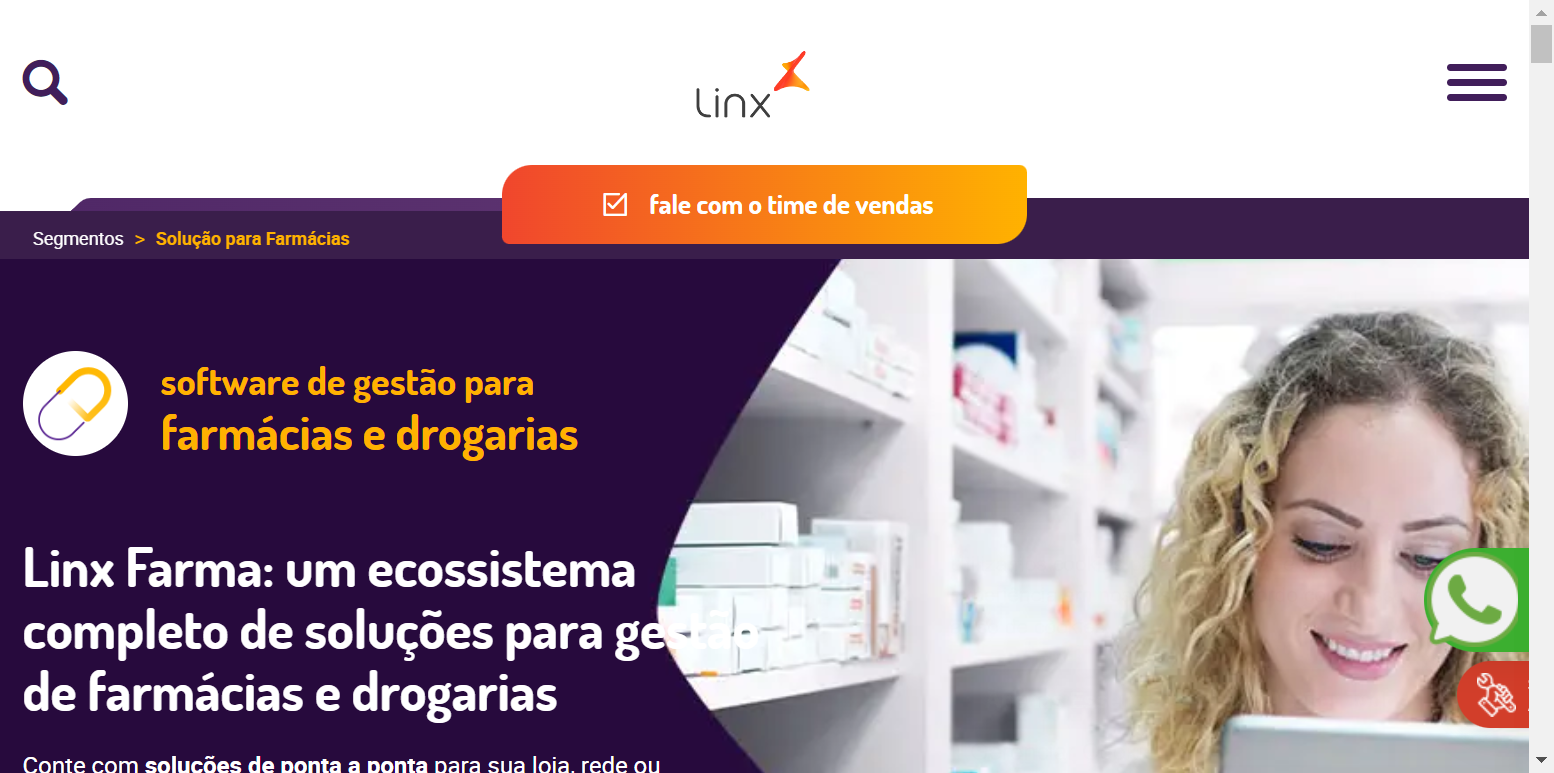 Linx
fale com o time de vendas
Segmentos > Solução para Farmácias
software de gestão para
farmácias e drogarias
Linx Farma: um ecossistema
completo de soluções para gestão
de farmácias e drogarias
Conte com soluções de ponta a ponta para sua loja, rede ou